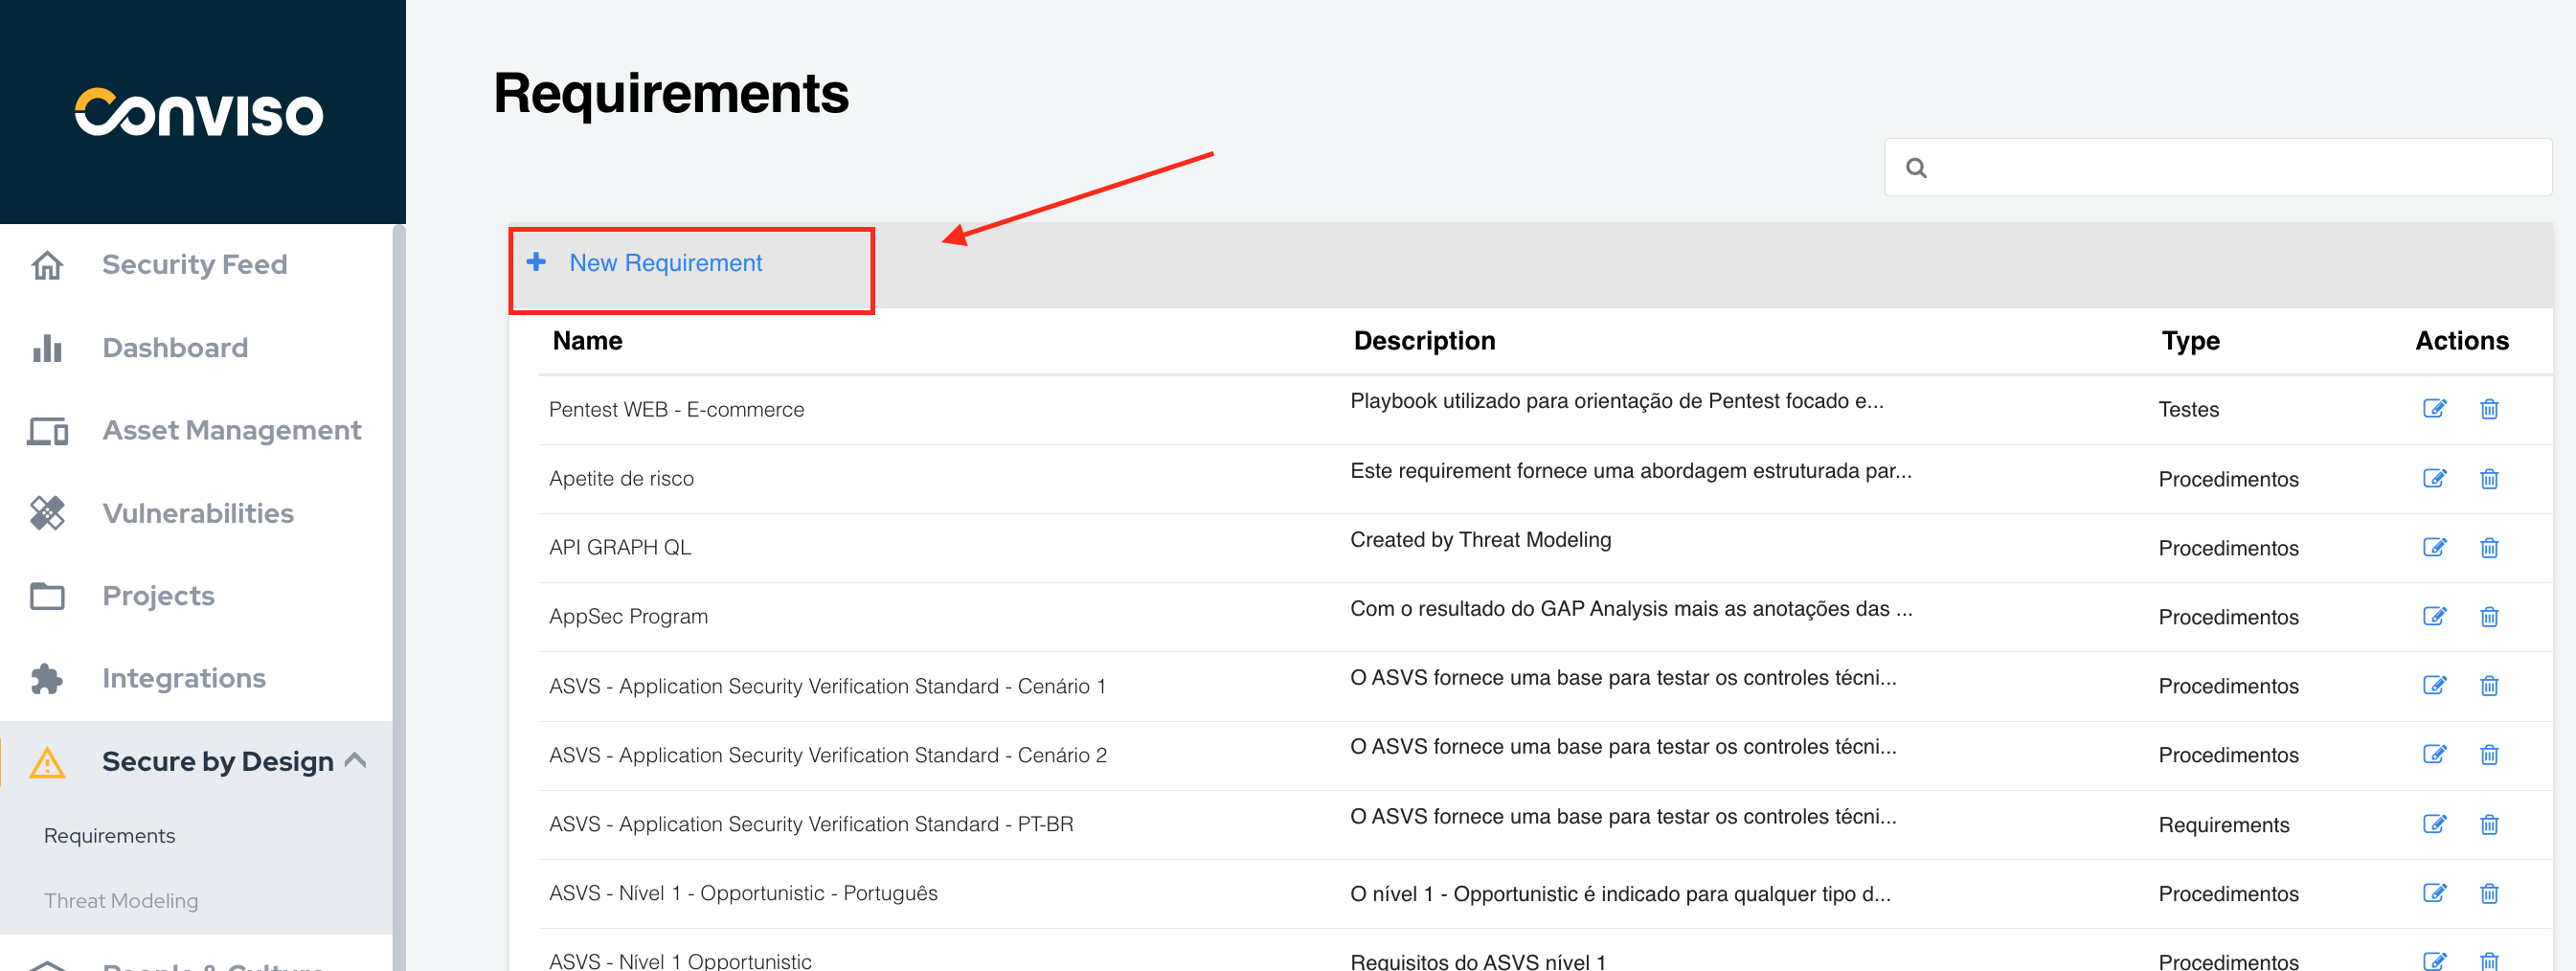 Conviso
Requirements
Security Feed
Dashboard
Asset Management
Vulnerabilities
Projects
Integrations
Secure by Design
Requirements
Threat Modeling
People & Culture
New Requirement
Name Description Type Actions
Pentest WEB - E-commerce Playbook utilizado para orientação de Pentest focado e... Testes
Apetite de risco Este requirement fornece uma abordagem estruturada par... Procedimentos
API GRAPH QL Created by Threat Modeling Procedimentos
AppSec Program Com o resultado do GAP Analysis mais as anotações das ... Procedimentos
ASVS - Application Security Verification Standard - Cenário 1 O ASVS fornece uma base para testar os controles técni... Procedimentos
ASVS - Application Security Verification Standard - Cenário 2 O ASVS fornece uma base para testar os controles técni... Procedimentos
ASVS - Application Security Verification Standard - PT-BR O ASVS fornece uma base para testar os controles técni... Requirements
ASVS - Nível 1 - Opportunistic - Português O nível 1 - Opportunistic é indicado para qualquer tipo d... Procedimentos
ASVS - Nível 1 Opportunistic Requisitos do ASVS nível 1 Procedimentos